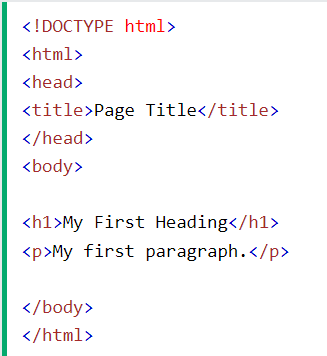 <!DOCTYPE html>
<html>
<head>
<title>Page Title</title>
</head>
<body>
<h1>My First Heading</h1>
<p>My first paragraph.</p>
</body>
</html>